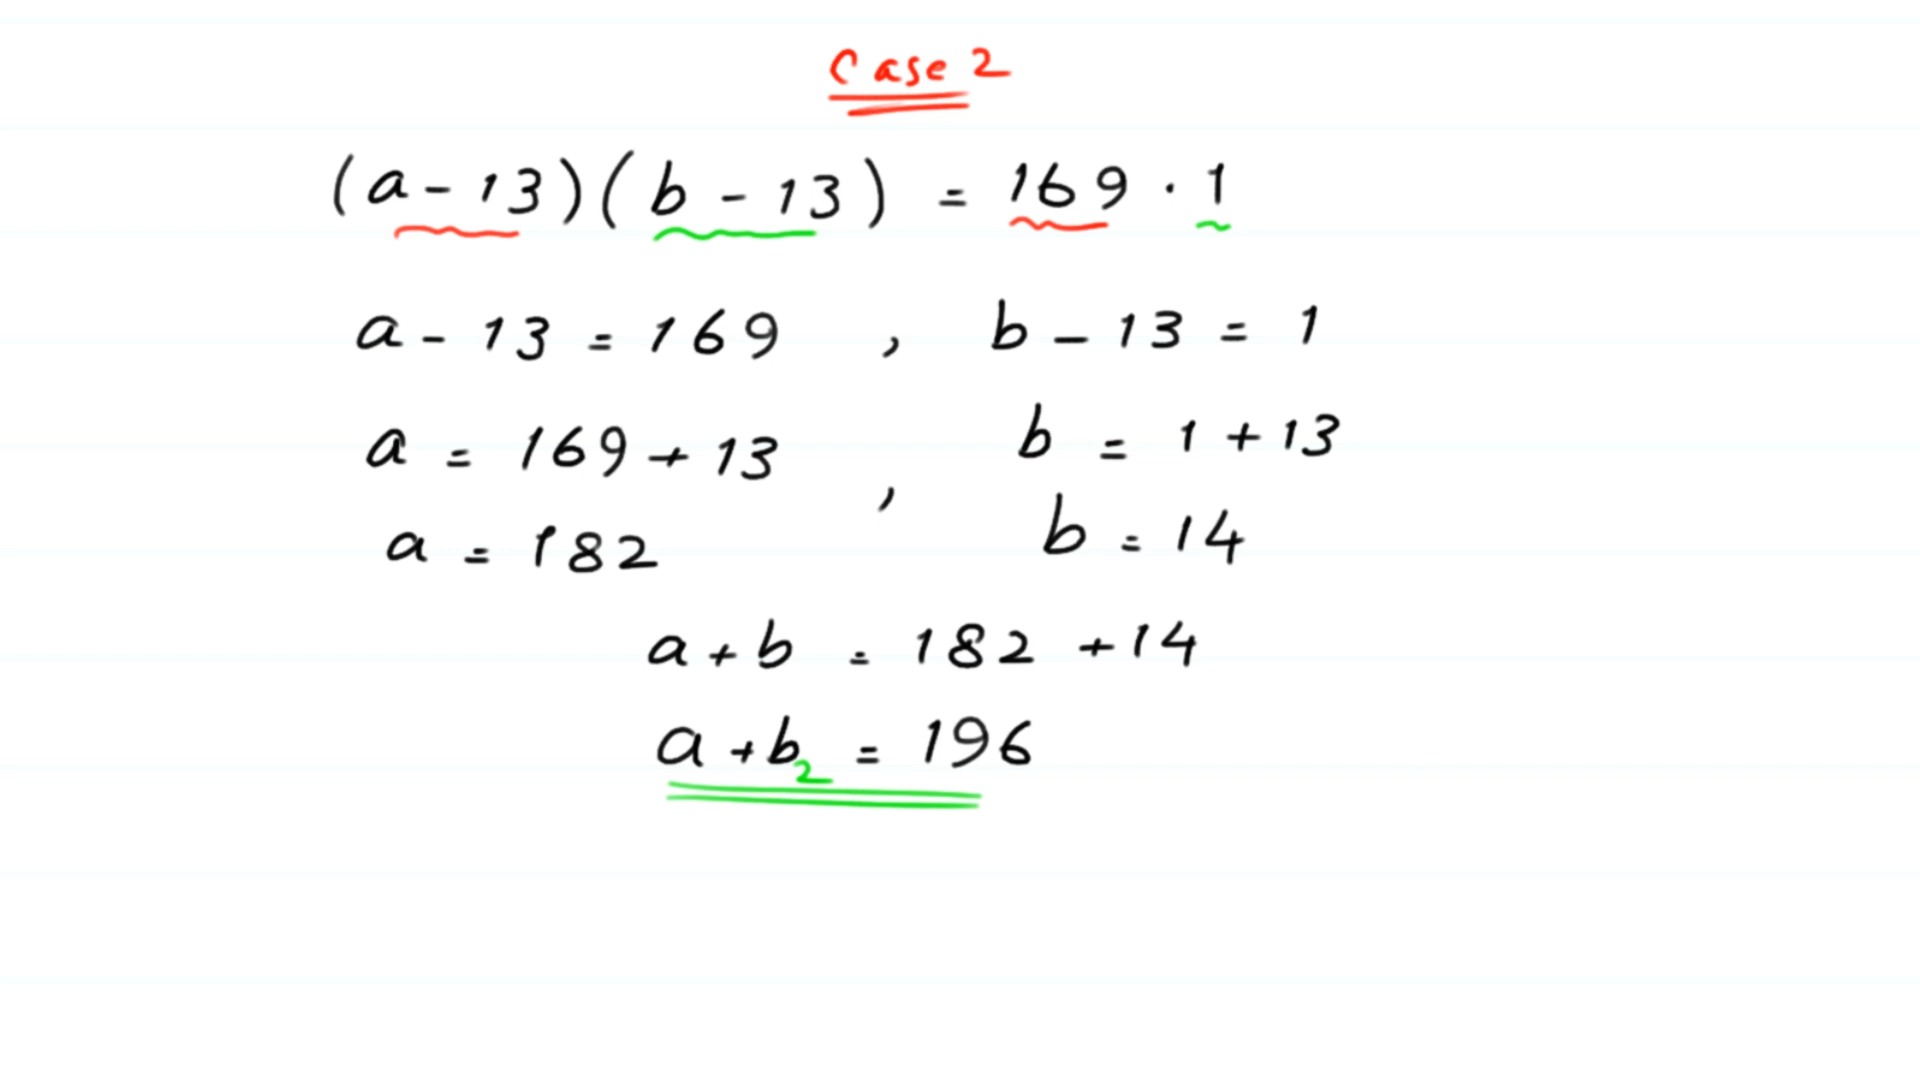 Case 2
(a - 13)(b - 13) = 169 · 1
a - 13 = 169 , b - 13 = 1
a = 169 + 13 , b = 1 + 13
a = 182 b = 14
a + b = 182 + 14
a + b₂ = 196